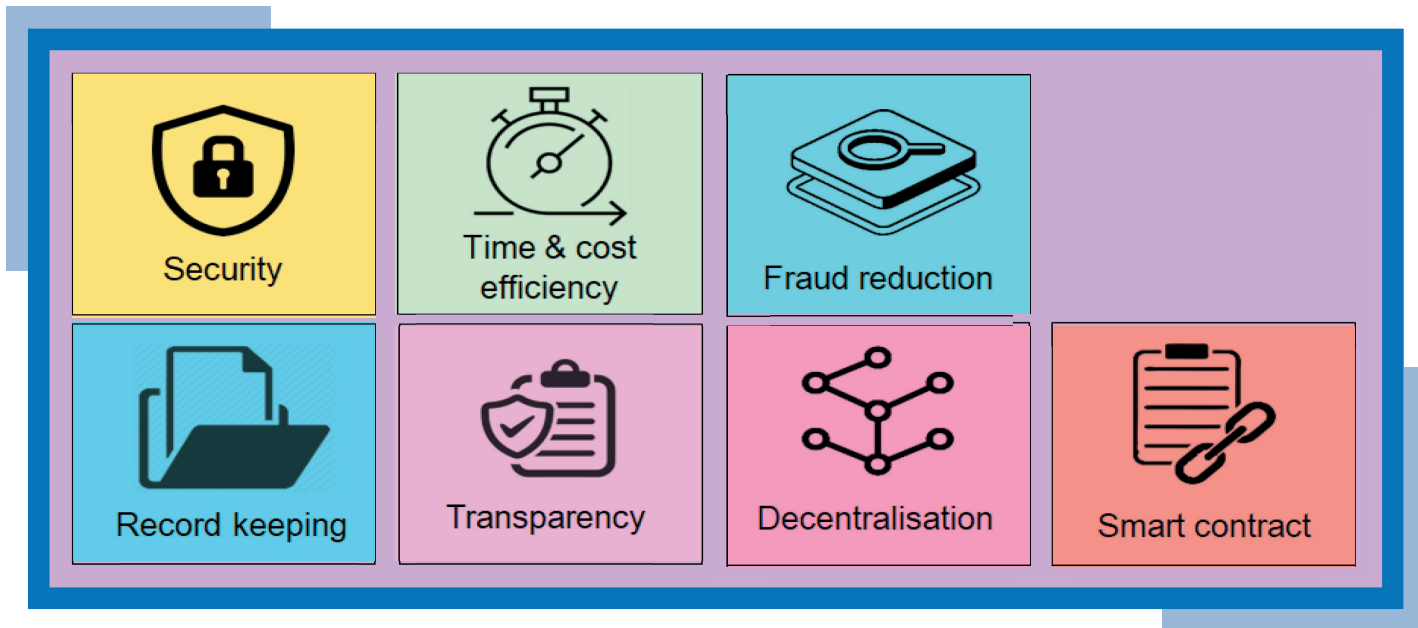 Security
Time & cost
efficiency
Fraud reduction
Record keeping
Transparency
Decentralisation
Smart contract